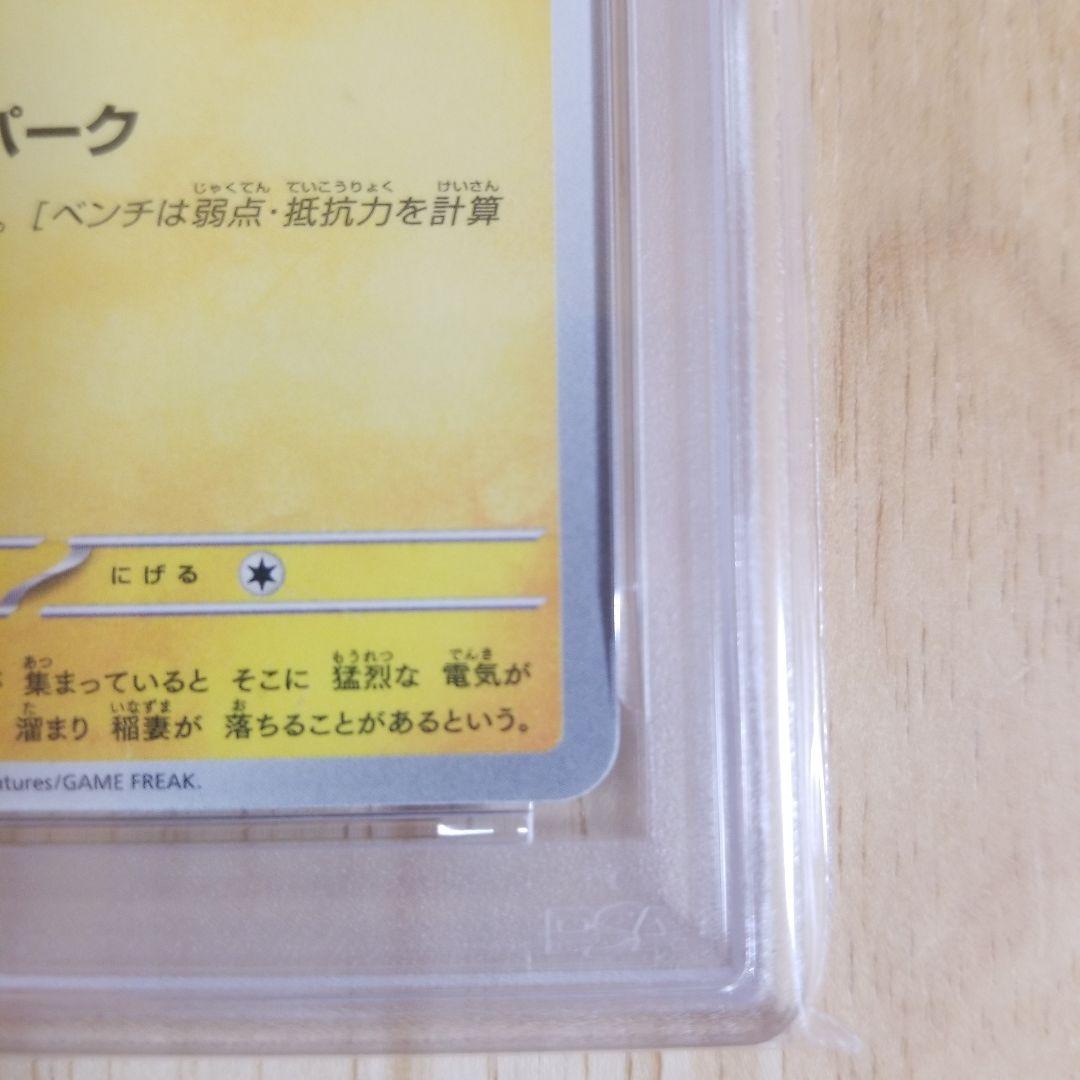 パーク
じゃくてん ていこうりょく けいさん
。[ベンチは弱点・抵抗力を計算
にげる
あつ もうれつ でんき
集まっていると そこに 猛烈な 電気が
た いなずま お
溜まり 稲妻が 落ちることがあるという。
atures/GAME FREAK.
PSA